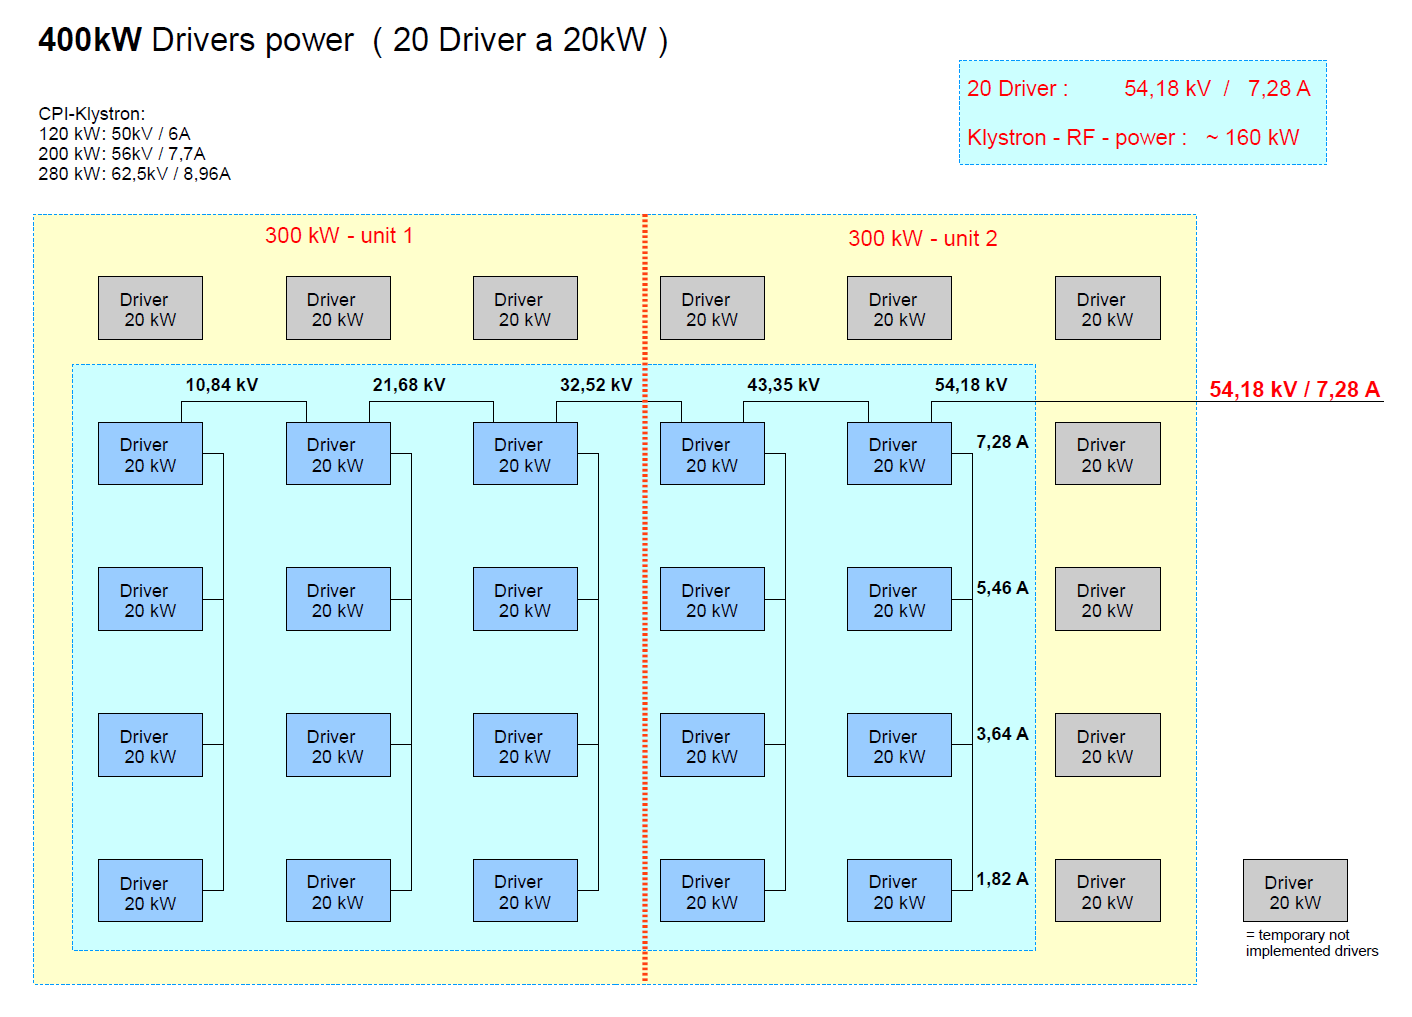 400kW Drivers power ( 20 Driver a 20kW )
20 Driver : 54,18 kV / 7,28 A
Klystron - RF - power : ~ 160 kW
CPI-Klystron:
120 kW: 50kV / 6A
200 kW: 56kV / 7,7A
280 kW: 62,5kV / 8,96A
300 kW - unit 1
300 kW - unit 2
Driver
20 kW
Driver
20 kW
Driver
20 kW
Driver
20 kW
Driver
20 kW
Driver
20 kW
10,84 kV
21,68 kV
32,52 kV
43,35 kV
54,18 kV
54,18 kV / 7,28 A
Driver
20 kW
Driver
20 kW
Driver
20 kW
Driver
20 kW
Driver
20 kW
7,28 A
Driver
20 kW
Driver
20 kW
Driver
20 kW
Driver
20 kW
Driver
20 kW
Driver
20 kW
5,46 A
Driver
20 kW
Driver
20 kW
Driver
20 kW
Driver
20 kW
Driver
20 kW
Driver
20 kW
3,64 A
Driver
20 kW
Driver
20 kW
Driver
20 kW
Driver
20 kW
Driver
20 kW
Driver
20 kW
1,82 A
Driver
20 kW
Driver
20 kW
= temporary not
implemented drivers